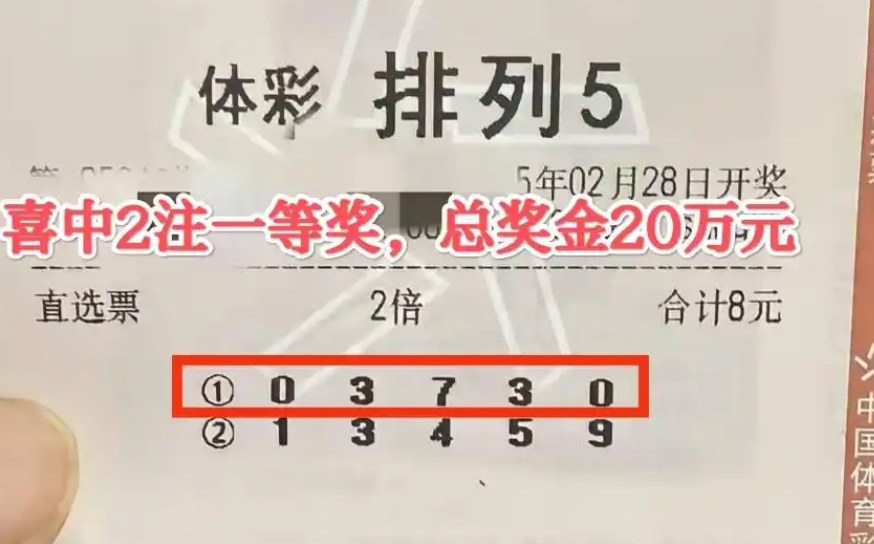 体彩 排列5
5年02月28日开奖
喜中2注一等奖，总奖金20万元
直选票 2倍 合计8元
① 0 3 7 3 0
② 1 3 4 5 9
中国体育彩